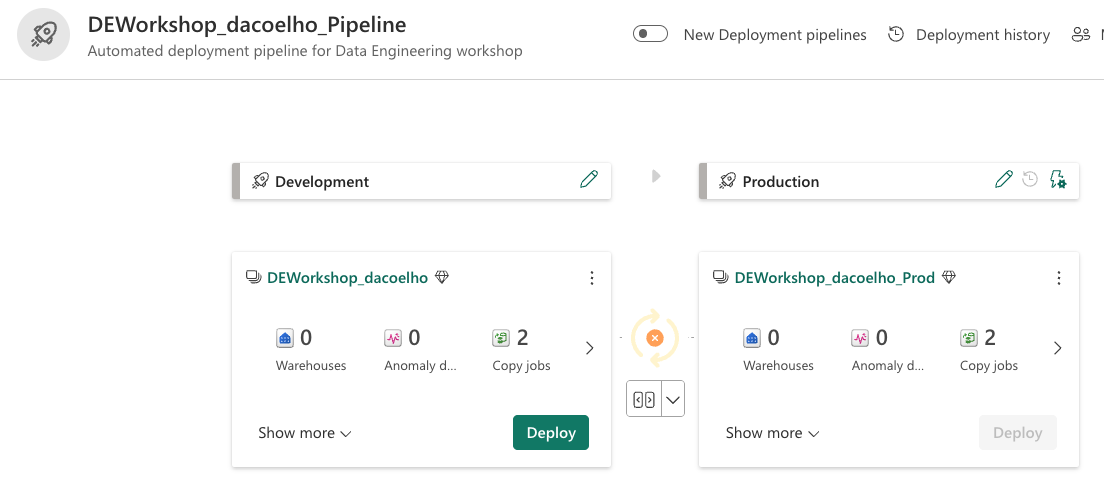 DEWorkshop_dacoelho_Pipeline
Automated deployment pipeline for Data Engineering workshop
New Deployment pipelines
Deployment history
Development
Production
DEWorkshop_dacoelho
0
Warehouses
0
Anomaly d...
2
Copy jobs
Show more
Deploy
DEWorkshop_dacoelho_Prod
0
Warehouses
0
Anomaly d...
2
Copy jobs
Show more
Deploy